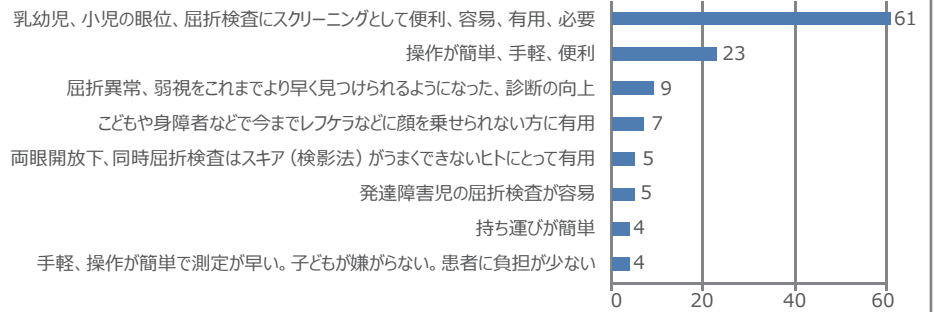 乳幼児、小児の眼位、屈折検査にスクリーニングとして便利、容易、有用、必要 61
操作が簡単、手軽、便利 23
屈折異常、弱視をこれまでより早く見つけられるようになった、診断の向上 9
こどもや身障者などで今までレフケラなどに顔を乗せられない方に有用 7
両眼開放下、同時屈折検査はスキア（検影法）がうまくできないヒトにとって有用 5
発達障害児の屈折検査が容易 5
持ち運びが簡単 4
手軽、操作が簡単で測定が早い。子どもが嫌がらない。患者に負担が少ない 4
0 20 40 60